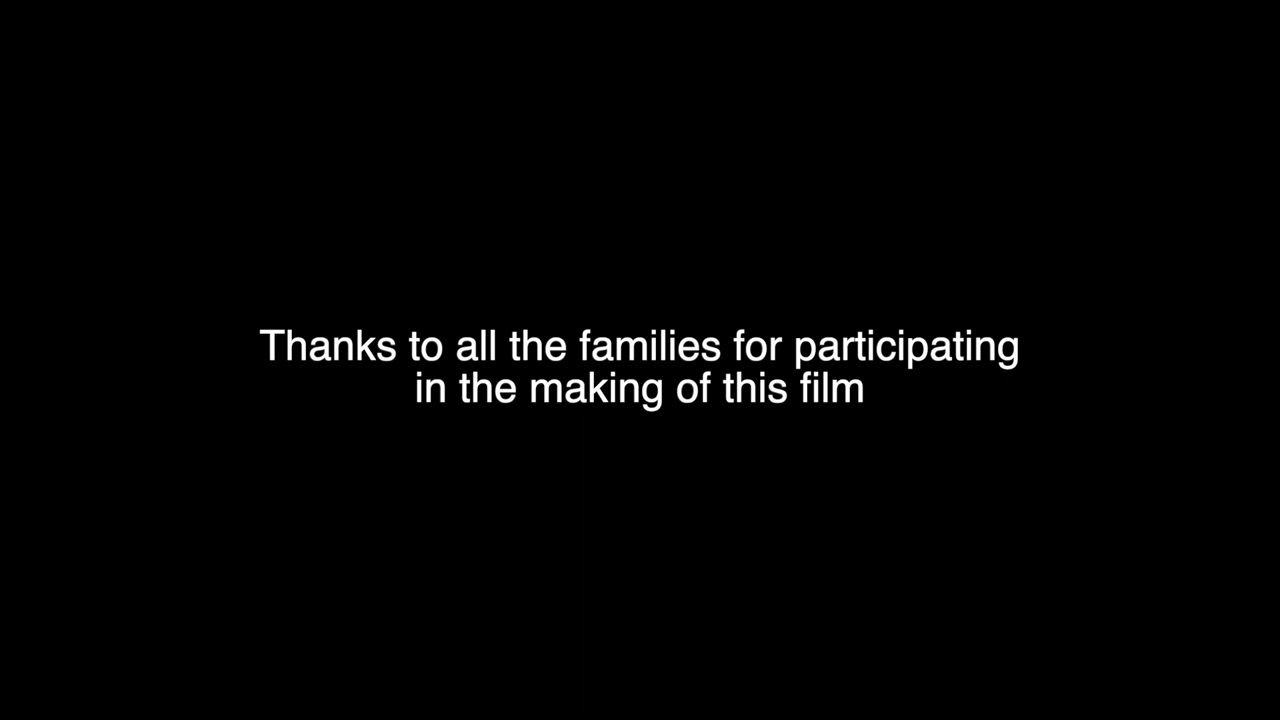 Thanks to all the families for participating
in the making of this film